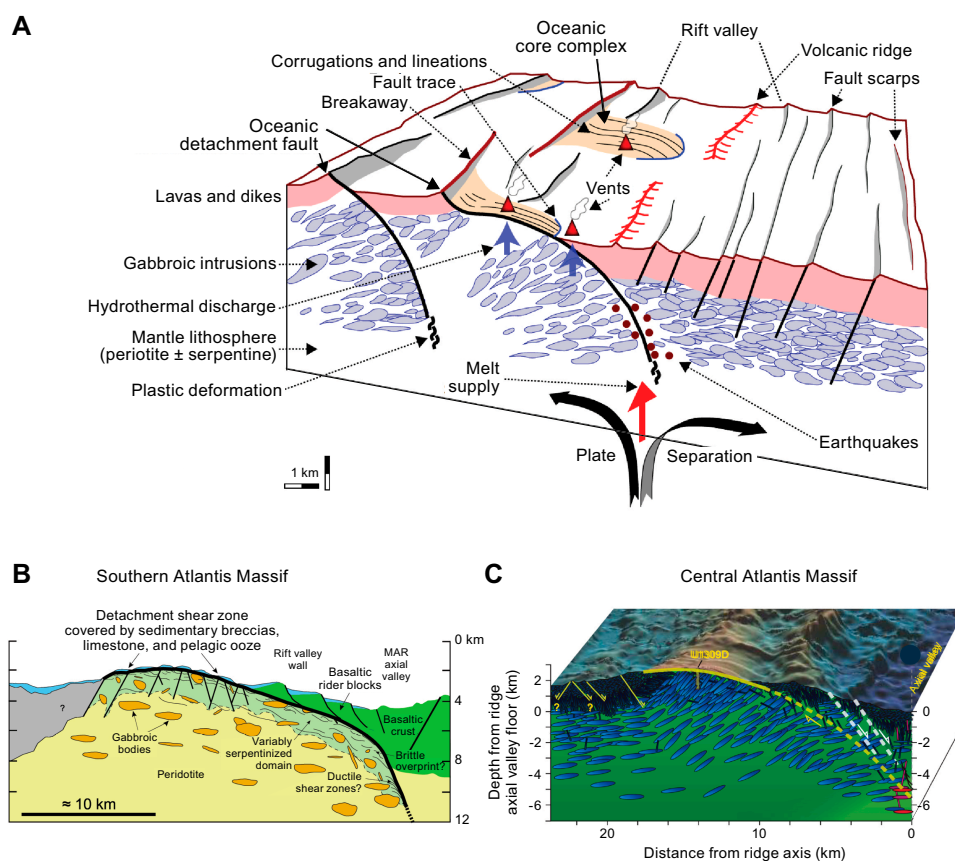 A
Oceanic
core complex
Rift valley
Volcanic ridge
Corrugations and lineations
Fault trace
Fault scarps
Breakaway
Oceanic
detachment fault
Lavas and dikes
Vents
Gabbroic intrusions
Hydrothermal discharge
Mantle lithosphere
(periotite ± serpentine)
Melt
supply
Plastic deformation
Earthquakes
Plate
Separation
1 km
B
Southern Atlantis Massif
Detachment shear zone
covered by sedimentary breccias,
limestone, and pelagic ooze
Rift valley
wall
MAR
axial
valley
Basaltic
rider blocks
0 km
2
4
8
12
?
Gabbroic
bodies
Variably
serpentinized
domain
Basaltic
crust
Brittle
overprint?
Peridotite
Ductile
shear zones?
≈ 10 km
C
Central Atlantis Massif
U1309D
Axial valley
Depth from ridge
axial valley floor (km)
2
0
-2
-4
-6
? ?
0
-2
-4
-6
20
10
0
Distance from ridge axis (km)